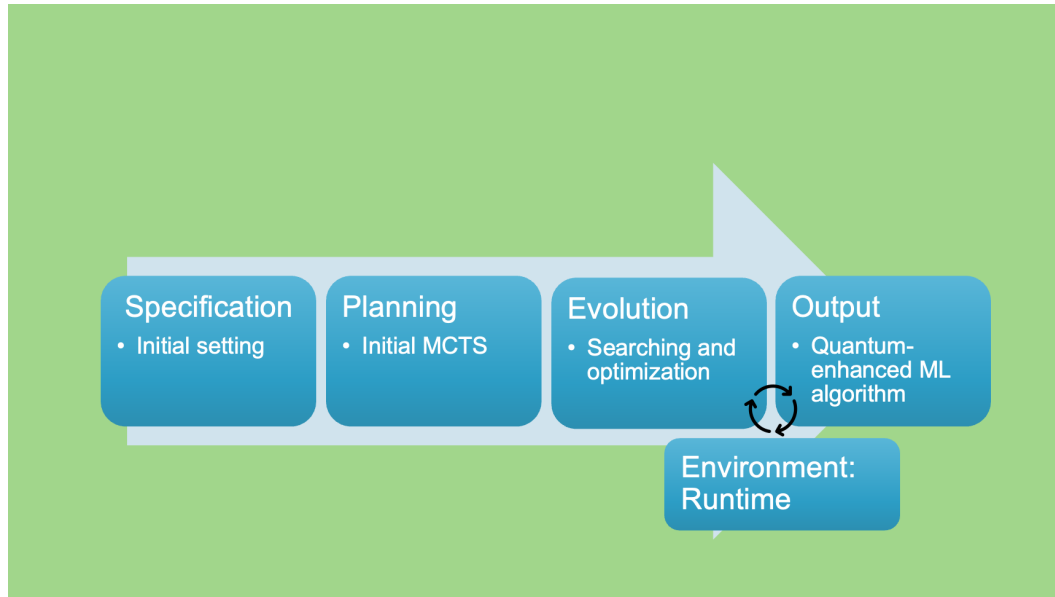 Specification
• Initial setting
Planning
• Initial MCTS
Evolution
• Searching and
optimization
Output
• Quantum-
enhanced ML
algorithm
Environment:
Runtime